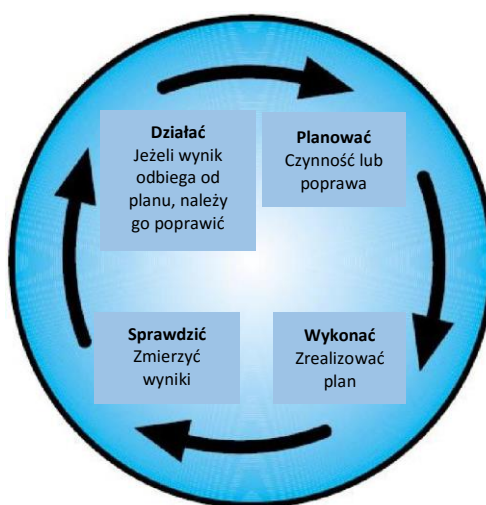 Działać
Jeżeli wynik
odbiega od
planu, należy
go poprawić
Planować
Czynność lub
poprawa
Sprawdzić
Zmierzyć
wyniki
Wykonać
Zrealizować
plan